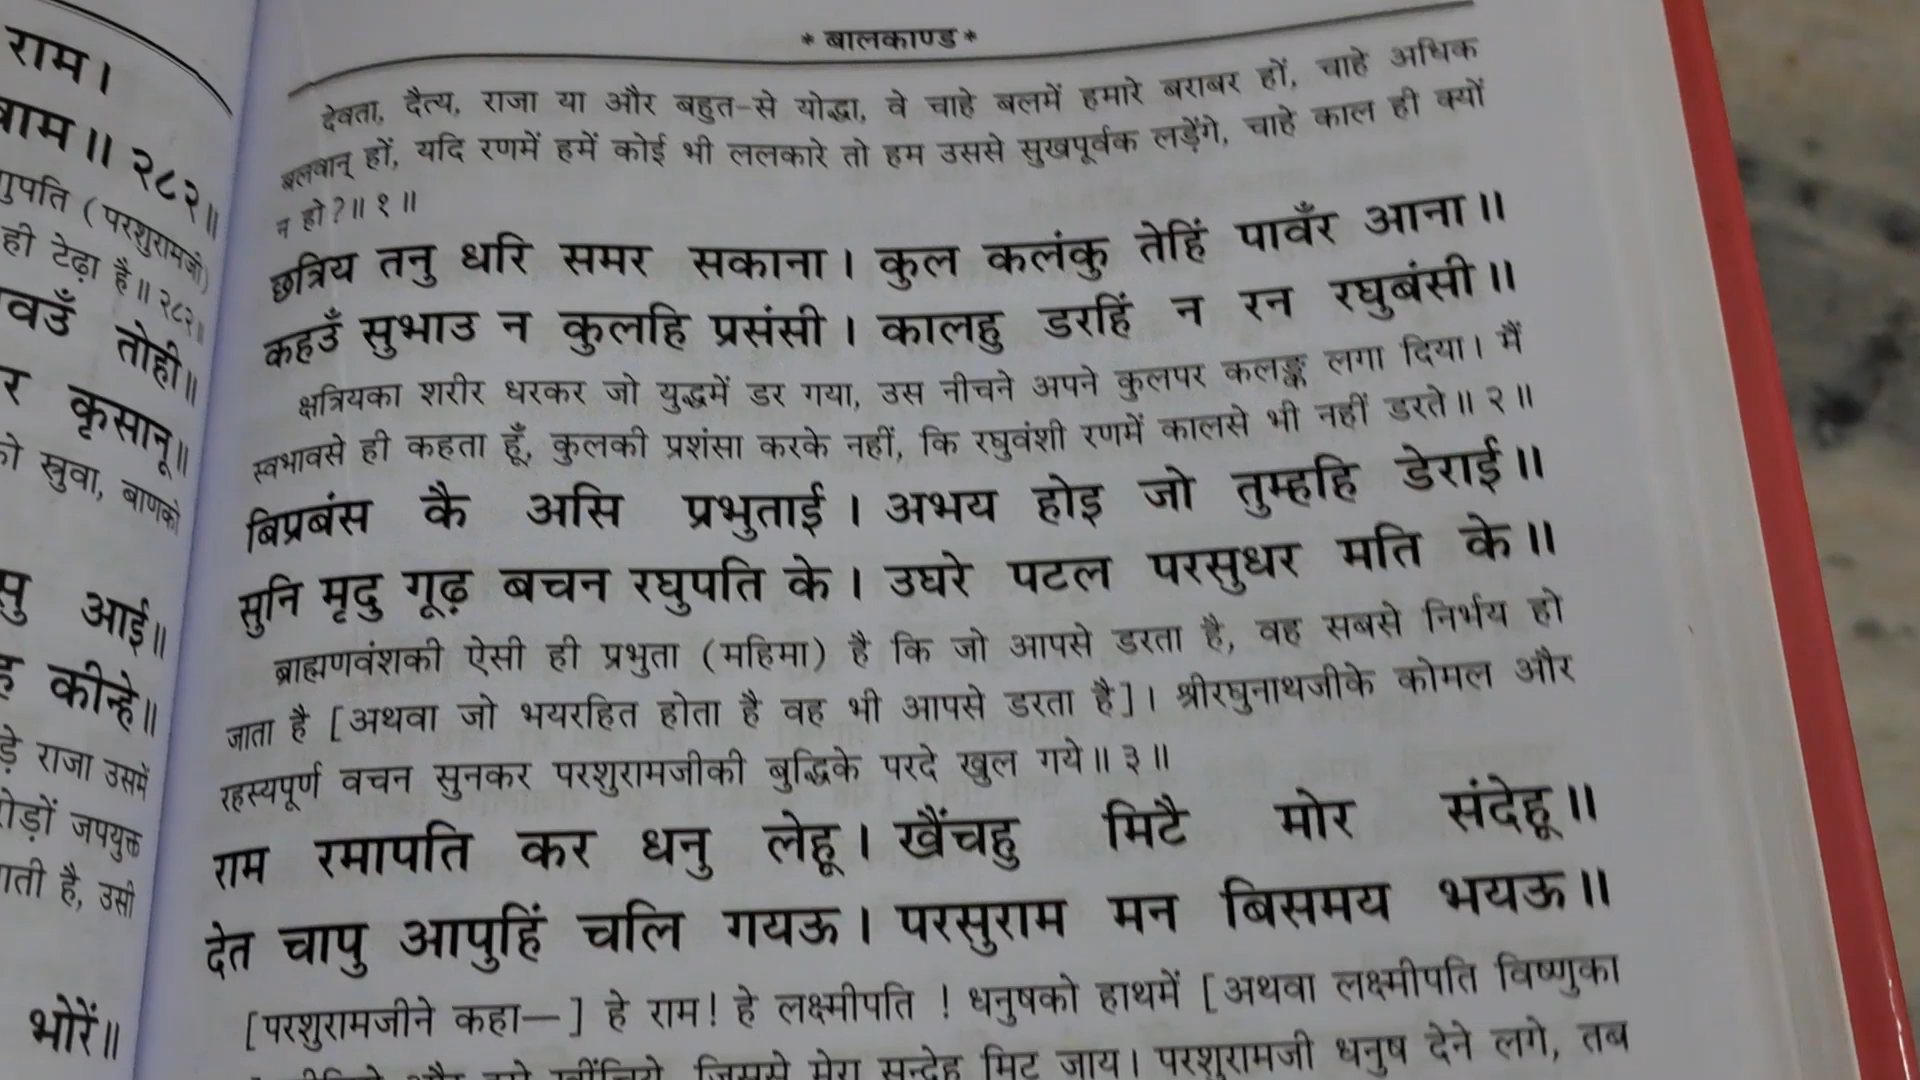 राम।
॥ २८२॥
(परशुरामजी)
ही टेढ़ा है॥ २८२॥
तोही॥
कृसानू॥
स्रुवा, बाणको
आई॥
कीन्हे॥
राजा उसमें
जपयुक्त
है, उसी
भोरें॥
* बालकाण्ड *
देवता, दैत्य, राजा या और बहुत-से योद्धा, वे चाहे बलमें हमारे बराबर हों, चाहे अधिक
बलवान् हों, यदि रणमें हमें कोई भी ललकारे तो हम उससे सुखपूर्वक लड़ेंगे, चाहे काल ही क्यों
न हो?॥ १ ॥
छत्रिय तनु धरि समर सकाना। कुल कलंकु तेहिं पावँर आना॥
कहउँ सुभाउ न कुलहि प्रसंसी। कालहु डरहिं न रन रघुबंसी॥
क्षत्रियका शरीर धरकर जो युद्धमें डर गया, उस नीचने अपने कुलपर कलङ्क लगा दिया। मैं
स्वभावसे ही कहता हूँ, कुलकी प्रशंसा करके नहीं, कि रघुवंशी रणमें कालसे भी नहीं डरते॥ २॥
बिप्रबंस कै असि प्रभुताई। अभय होइ जो तुम्हहि डेराई॥
सुनि मृदु गूढ़ बचन रघुपति के। उघरे पटल परसुधर मति के॥
ब्राह्मणवंशकी ऐसी ही प्रभुता (महिमा) है कि जो आपसे डरता है, वह सबसे निर्भय हो
जाता है [अथवा जो भयरहित होता है वह भी आपसे डरता है]। श्रीरघुनाथजीके कोमल और
रहस्यपूर्ण वचन सुनकर परशुरामजीकी बुद्धिके परदे खुल गये॥ ३॥
राम रमापति कर धनु लेहू। खैंचहु मिटै मोर संदेहू॥
देत चापु आपुहिं चलि गयऊ। परसुराम मन बिसमय भयऊ॥
[परशुरामजीने कहा—] हे राम! हे लक्ष्मीपति ! धनुषको हाथमें [अथवा लक्ष्मीपति विष्णुका
जिससे मेरा सन्देह मिट जाय। परशुरामजी धनुष देने लगे, तब